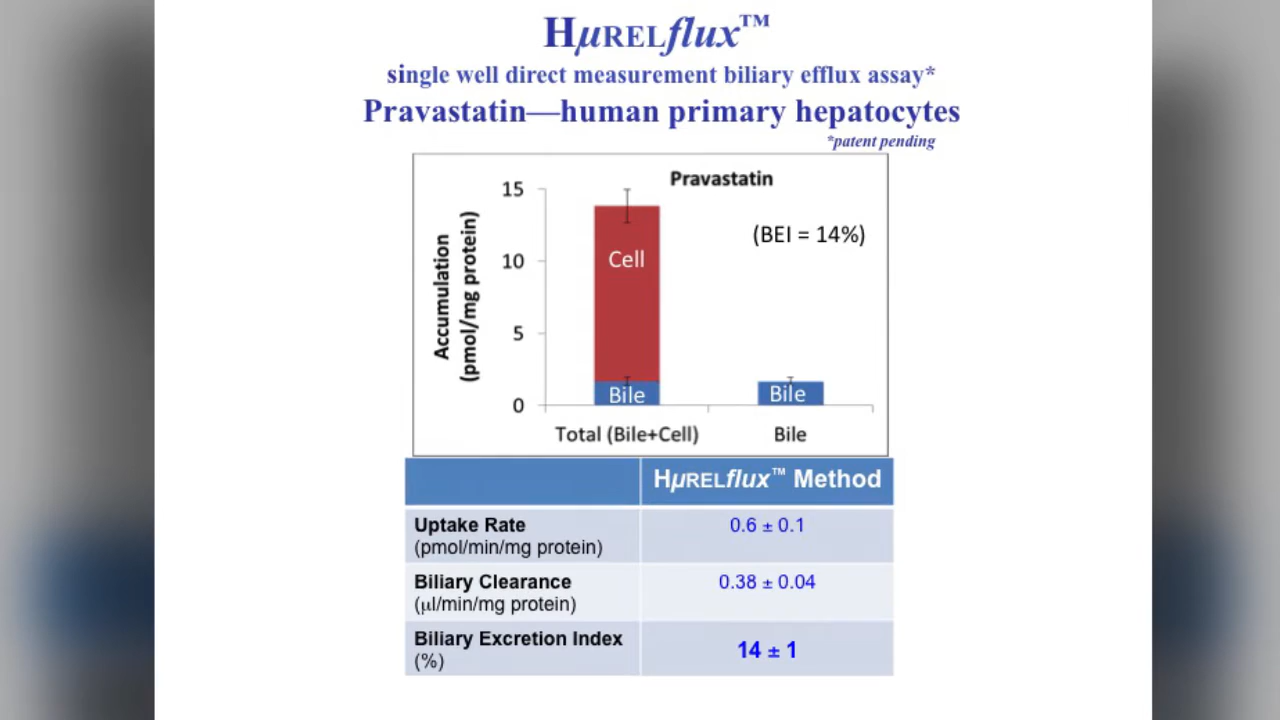 HµRELflux™
single well direct measurement biliary efflux assay*
Pravastatin—human primary hepatocytes
*patent pending
Pravastatin
(BEI = 14%)
Accumulation
(pmol/mg protein)
15
10
5
0
Cell
Bile
Bile
Total (Bile+Cell)
Bile
HµRELflux™ Method
Uptake Rate
(pmol/min/mg protein)
0.6 ± 0.1
Biliary Clearance
(µl/min/mg protein)
0.38 ± 0.04
Biliary Excretion Index
(%)
14 ± 1